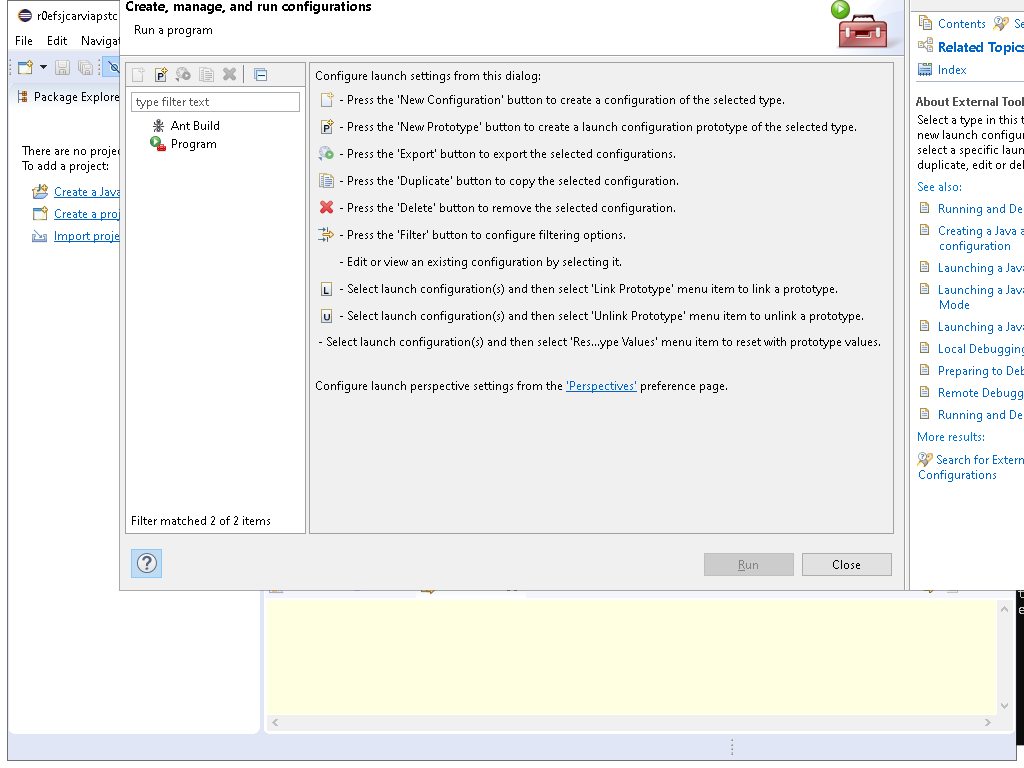 r0efsjcarviapstc
File Edit Navigat
Package Explore
There are no projec
To add a project:
Create a Java
Create a proj
Import proje
Create, manage, and run configurations
Run a program
type filter text
Ant Build
Program
Filter matched 2 of 2 items
Configure launch settings from this dialog:
- Press the 'New Configuration' button to create a configuration of the selected type.
- Press the 'New Prototype' button to create a launch configuration prototype of the selected type.
- Press the 'Export' button to export the selected configurations.
- Press the 'Duplicate' button to copy the selected configuration.
- Press the 'Delete' button to remove the selected configuration.
- Press the 'Filter' button to configure filtering options.
- Edit or view an existing configuration by selecting it.
- Select launch configuration(s) and then select 'Link Prototype' menu item to link a prototype.
- Select launch configuration(s) and then select 'Unlink Prototype' menu item to unlink a prototype.
- Select launch configuration(s) and then select 'Res...ype Values' menu item to reset with prototype values.
Configure launch perspective settings from the 'Perspectives' preference page.
Run Close
Contents Se
Related Topics
Index
About External Tool
Select a type in this t
new launch configur
select a specific laun
duplicate, edit or del
See also:
Running and De
Creating a Java a
configuration
Launching a Java
Launching a Java
Mode
Launching a Java
Local Debugging
Preparing to Deb
Remote Debugg
Running and De
More results:
Search for Extern
Configurations